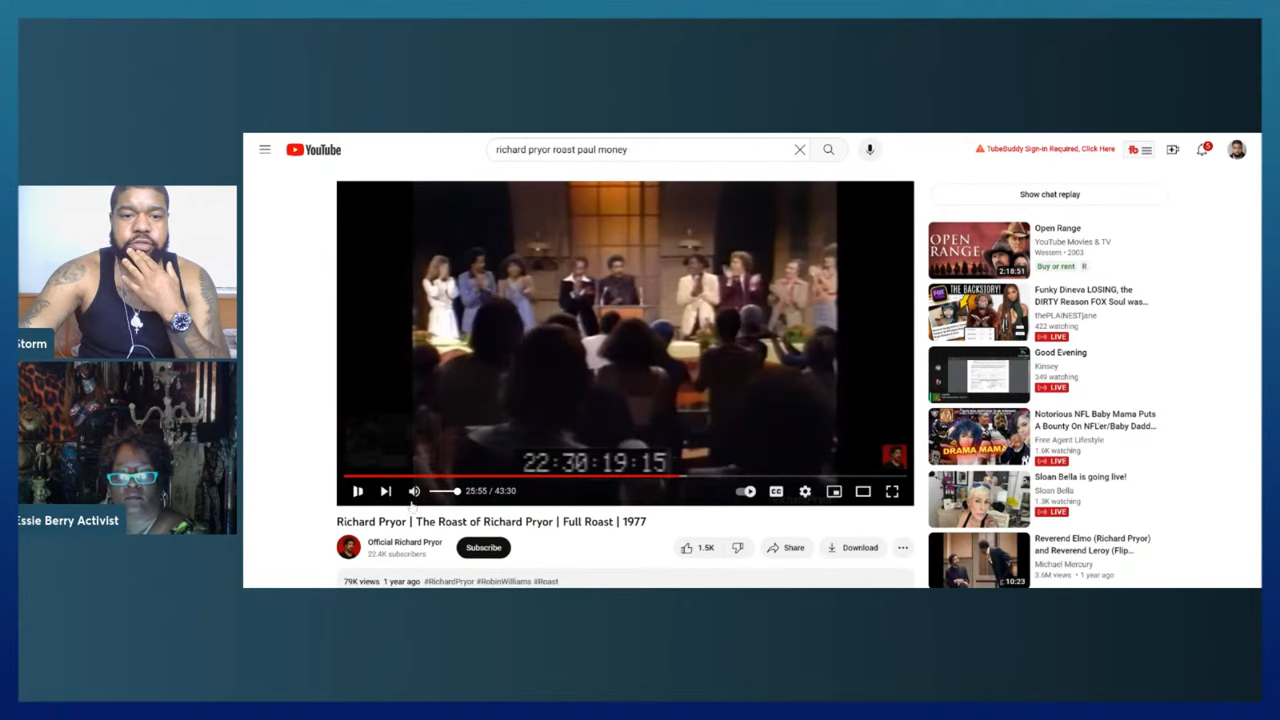 YouTube
richard pryor roast paul money
TubeBuddy Sign-in Required, Click Here
tb
5
Show chat replay
OPEN
RANGE
2:18:51
Open Range
YouTube Movies & TV
Western • 2003
Buy or rent R
THE BACKSTORY!
Funky Dineva LOSING, the
DIRTY Reason FOX Soul was...
thePLAINESTjane
422 watching
LIVE
Good Evening
Kinsey
349 watching
LIVE
DRAMA MAMA
Notorious NFL Baby Mama Puts
A Bounty On NFL'er/Baby Dadd...
Free Agent Lifestyle
1.6K watching
LIVE
Sloan Bella is going live!
Sloan Bella
1.3K watching
LIVE
10:23
Reverend Elmo (Richard Pryor)
and Reverend Leroy (Flip...
Michael Mercury
3.6M views • 1 year ago
Storm
Essie Berry Activist
22:30:19:15
25:55 / 43:30
CC
Richard Pryor | The Roast of Richard Pryor | Full Roast | 1977
Official Richard Pryor
22.4K subscribers
Subscribe
1.5K
Share
Download
79K views 1 year ago #RichardPryor #RobinWilliams #Roast